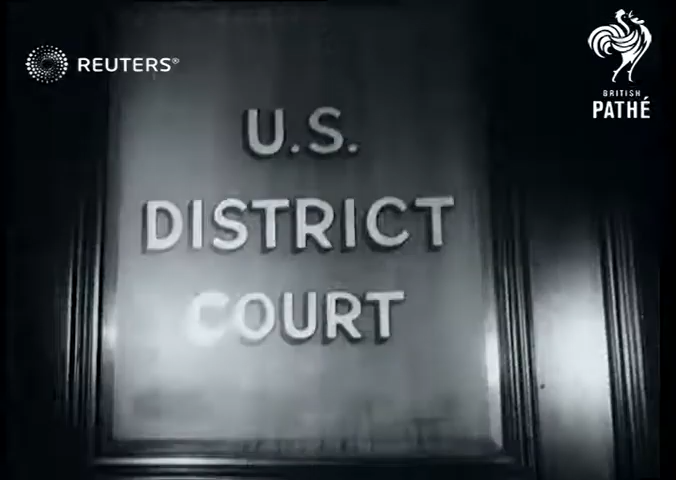 REUTERS®
BRITISH
PATHÉ
U.S.
DISTRICT
COURT